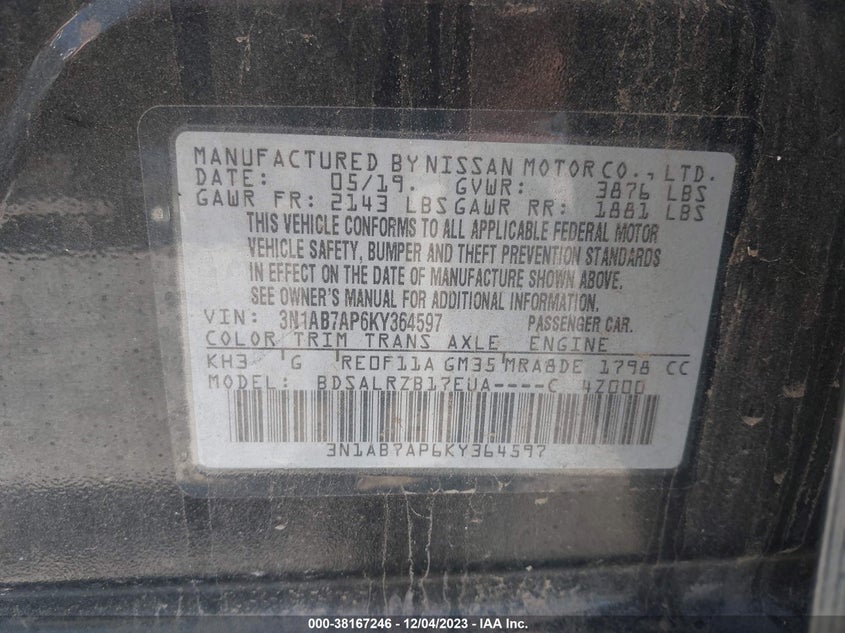 MANUFACTURED BY NISSAN MOTOR CO., LTD.
DATE: 05/19. GVWR: 3876 LBS
GAWR FR: 2143 LBS GAWR RR: 1881 LBS
THIS VEHICLE CONFORMS TO ALL APPLICABLE FEDERAL MOTOR
VEHICLE SAFETY, BUMPER AND THEFT PREVENTION STANDARDS
IN EFFECT ON THE DATE OF MANUFACTURE SHOWN ABOVE.
SEE OWNER'S MANUAL FOR ADDITIONAL INFORMATION.
VIN: 3N1AB7AP6KY364597 PASSENGER CAR.
COLOR TRIM TRANS AXLE ENGINE
KH3 G RE0F11A GM35 MRA8DE 1798 CC
MODEL: BDSALRZB17EUA----C 4Z000
3N1AB7AP6KY364597
000-38167246 - 12/04/2023 - IAA Inc.